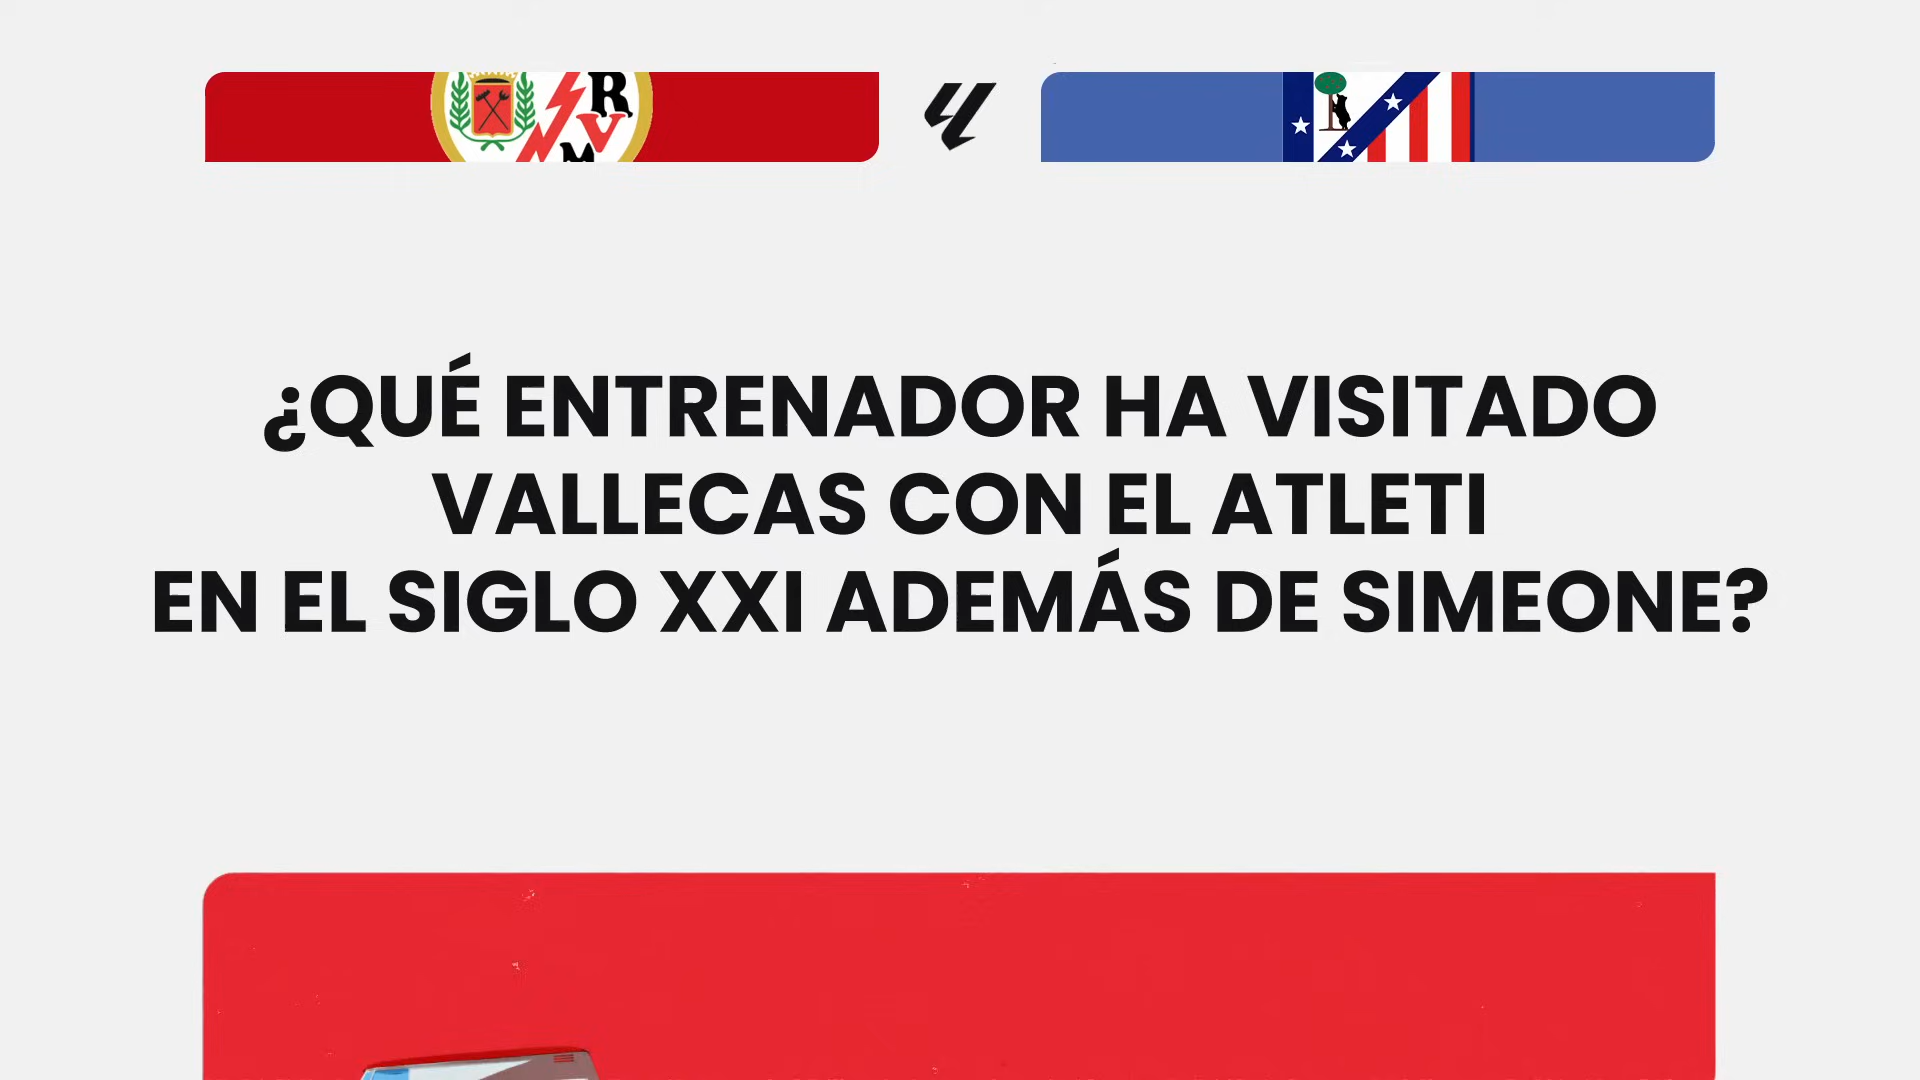 R
V
M
¿QUÉ ENTRENADOR HA VISITADO
VALLECAS CON EL ATLETI
EN EL SIGLO XXI ADEMÁS DE SIMEONE?